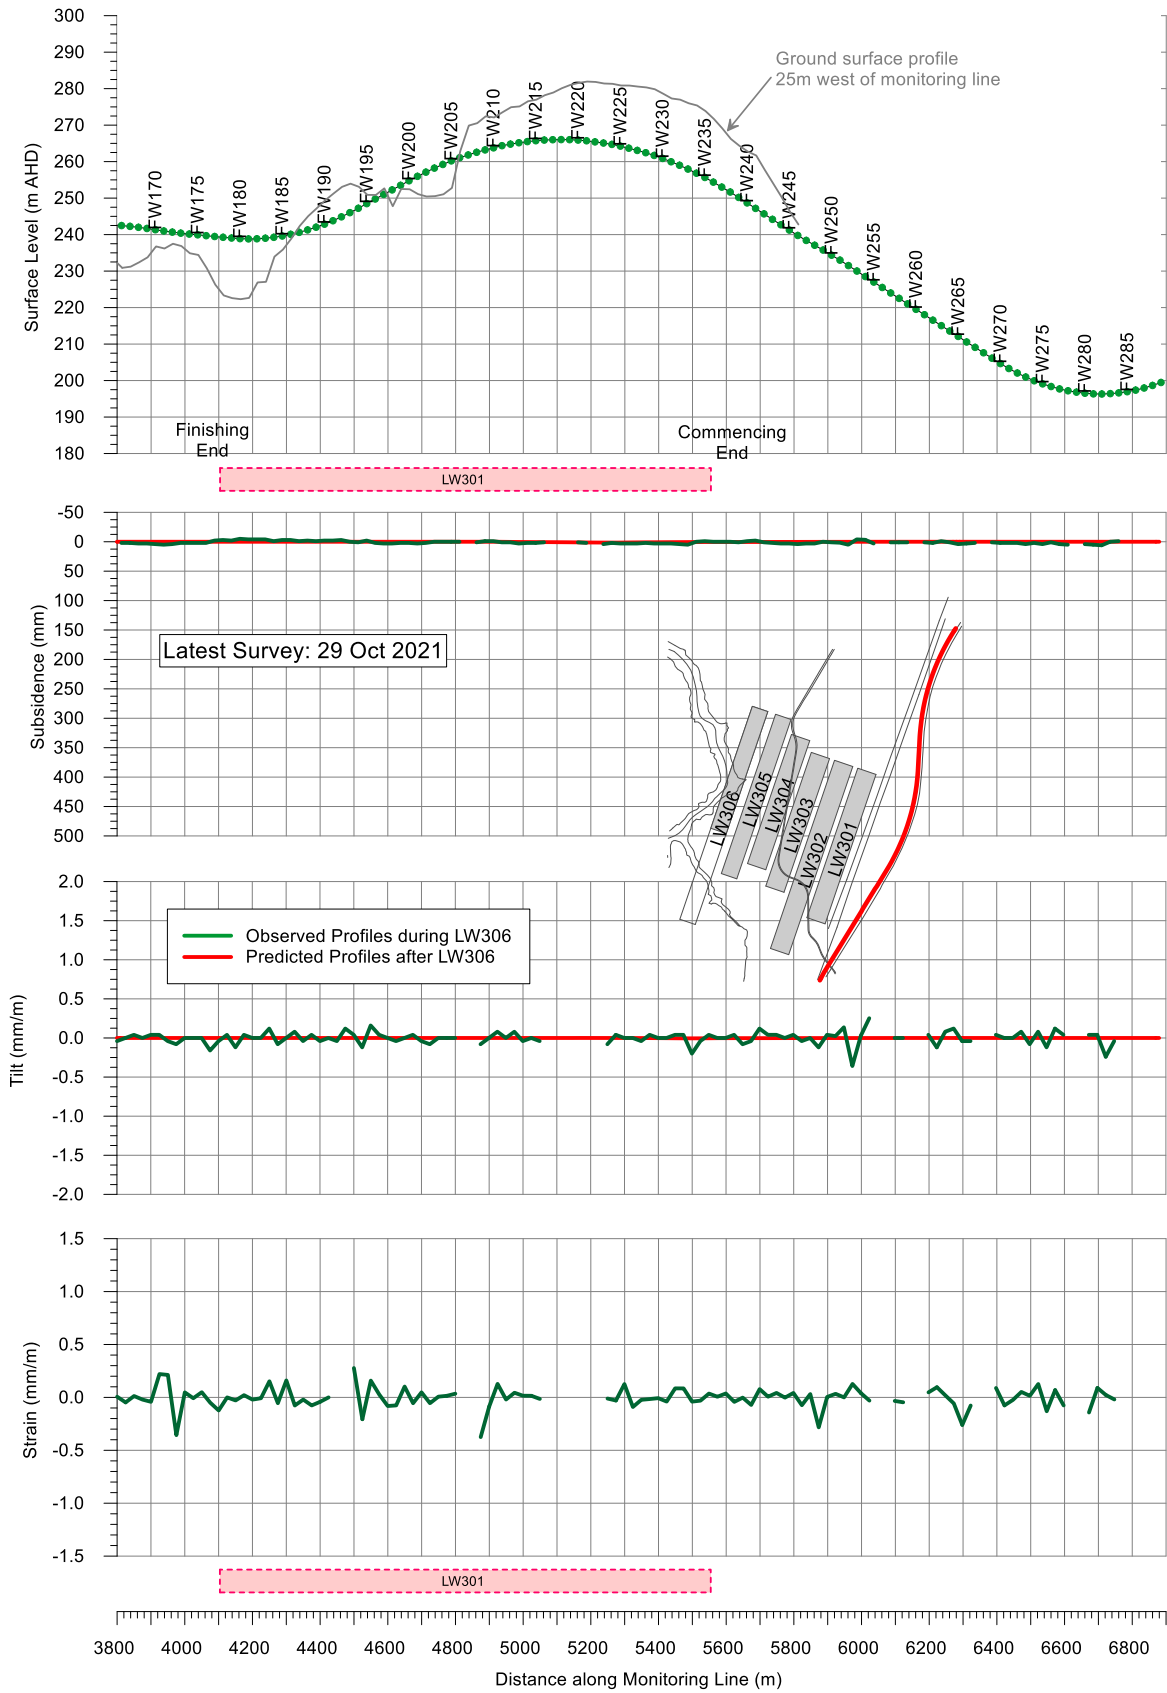 300
290
280
270
260
250
240
230
220
210
200
190
180
Surface Level (m AHD)
Ground surface profile
25m west of monitoring line
FW170
FW175
FW180
FW185
FW190
FW195
FW200
FW205
FW210
FW215
FW220
FW225
FW230
FW235
FW240
FW245
FW250
FW255
FW260
FW265
FW270
FW275
FW280
FW285
Finishing
End
Commencing
End
LW301
-50
0
50
100
150
200
250
300
350
400
450
500
Subsidence (mm)
Latest Survey: 29 Oct 2021
LW306
LW305
LW304
LW303
LW302
LW301
2.0
1.5
1.0
0.5
0.0
-0.5
-1.0
-1.5
-2.0
Tilt (mm/m)
Observed Profiles during LW306
Predicted Profiles after LW306
1.5
1.0
0.5
0.0
-0.5
-1.0
-1.5
Strain (mm/m)
LW301
3800 4000 4200 4400 4600 4800 5000 5200 5400 5600 5800 6000 6200 6400 6600 6800
Distance along Monitoring Line (m)